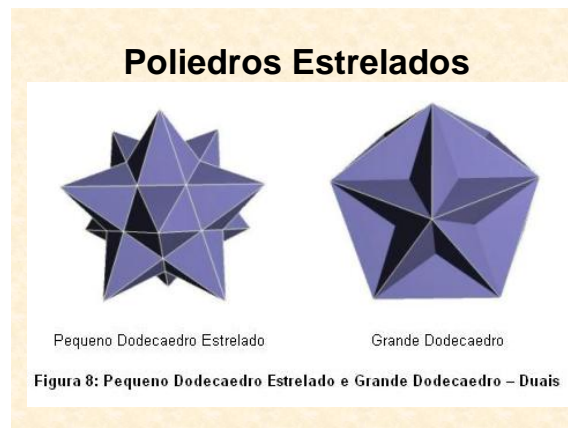 Poliedros Estrelados
Pequeno Dodecaedro Estrelado
Grande Dodecaedro
Figura 8: Pequeno Dodecaedro Estrelado e Grande Dodecaedro – Duais